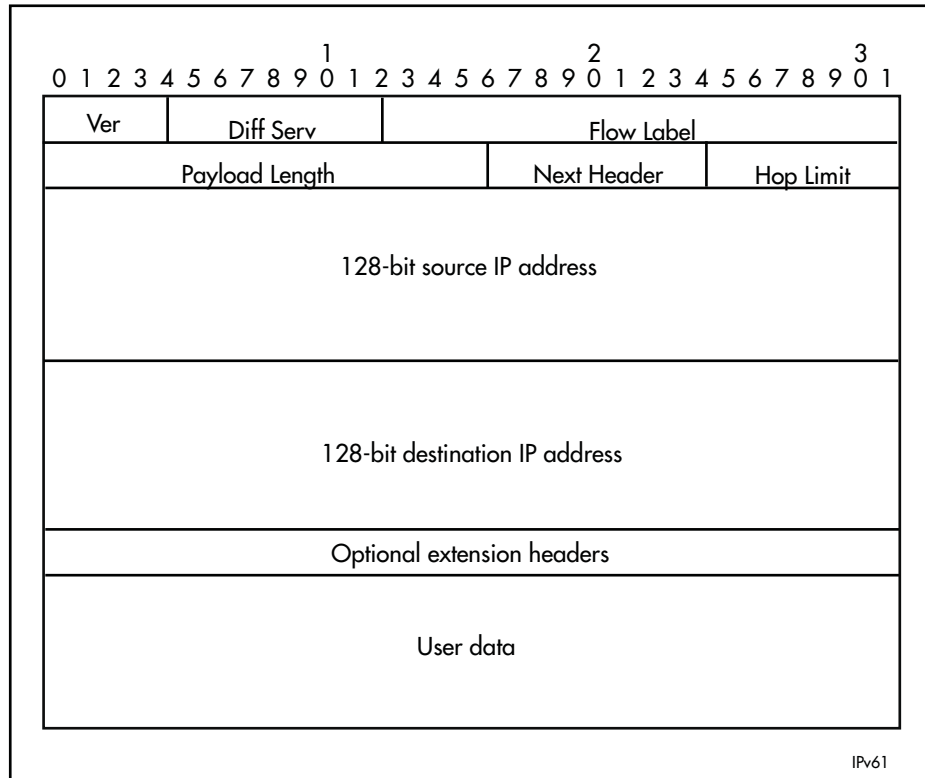 1 2 3
0 1 2 3 4 5 6 7 8 9 0 1 2 3 4 5 6 7 8 9 0 1 2 3 4 5 6 7 8 9 0 1
Ver Diff Serv Flow Label
Payload Length Next Header Hop Limit
128-bit source IP address
128-bit destination IP address
Optional extension headers
User data
IPv61